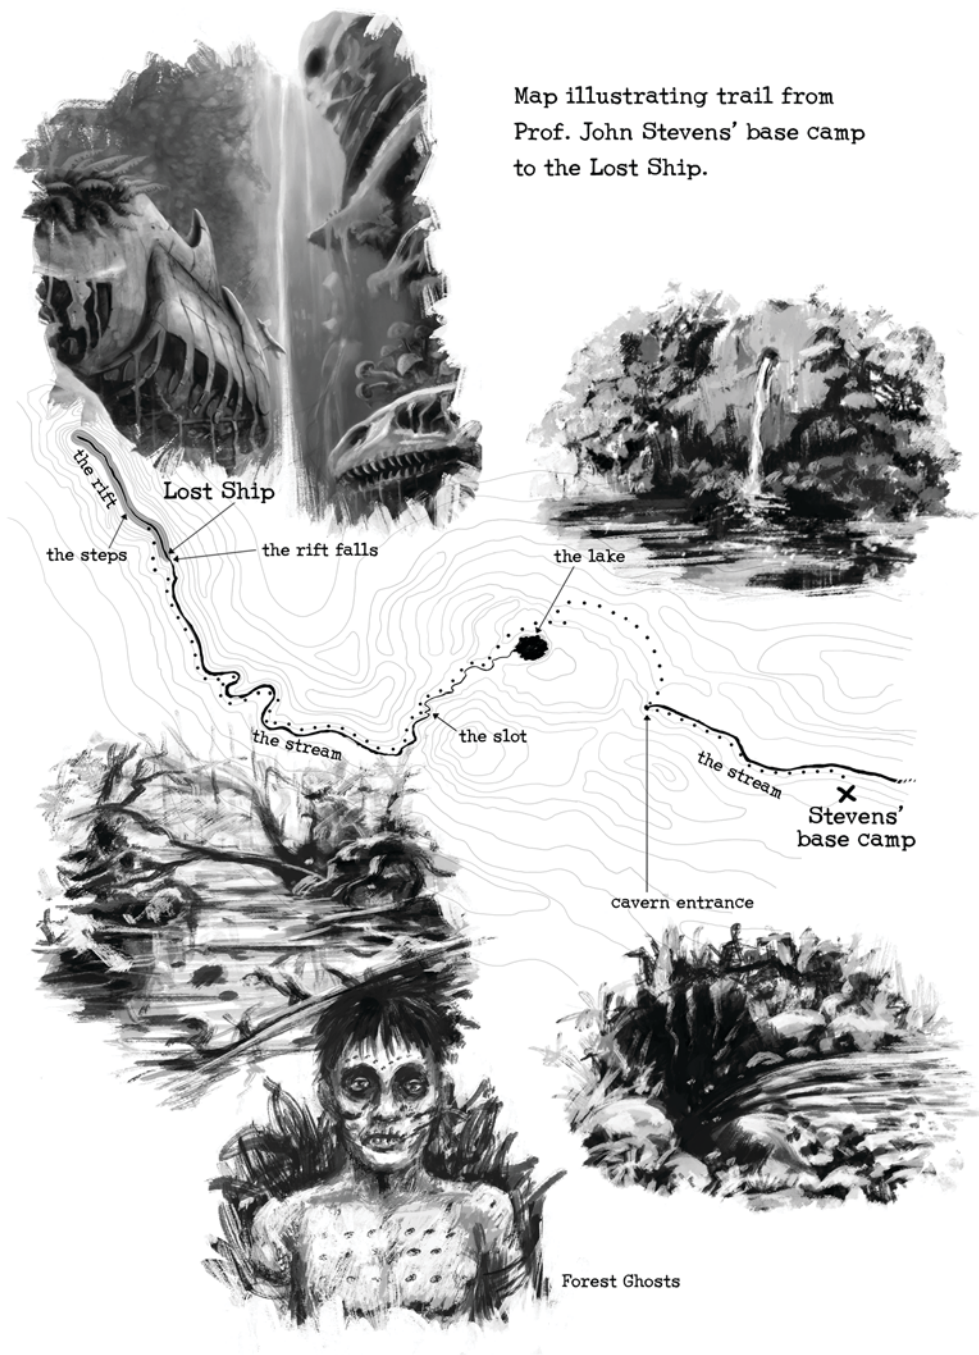 Map illustrating trail from
Prof. John Stevens' base camp
to the Lost Ship.
the rift
Lost Ship
the steps
the rift falls
the lake
the slot
the stream
the stream
Stevens'
base camp
cavern entrance
Forest Ghosts